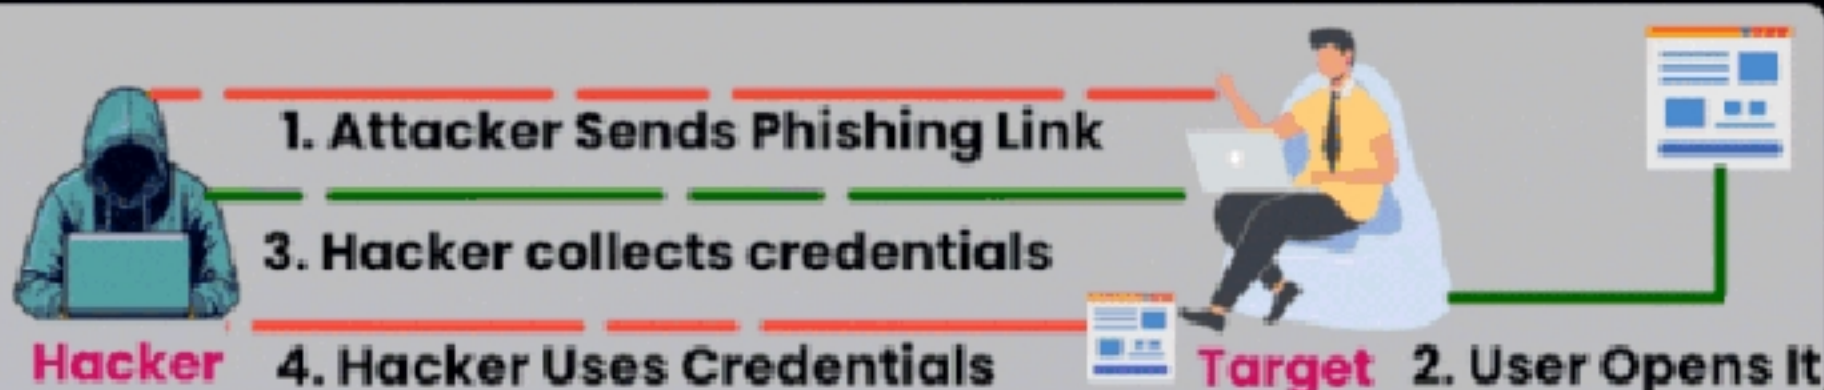 1. Attacker Sends Phishing Link
3. Hacker collects credentials
Hacker
4. Hacker Uses Credentials
Target
2. User Opens It